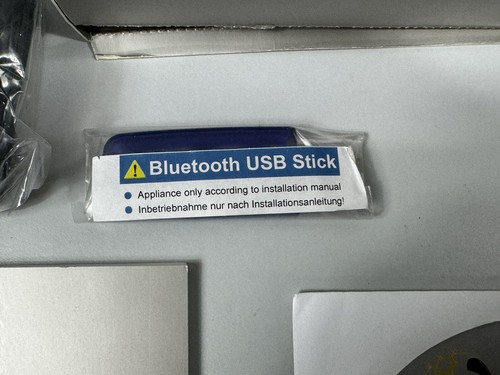 Bluetooth USB Stick
Appliance only according to installation manual
Inbetriebnahme nur nach Installationsanleitung!